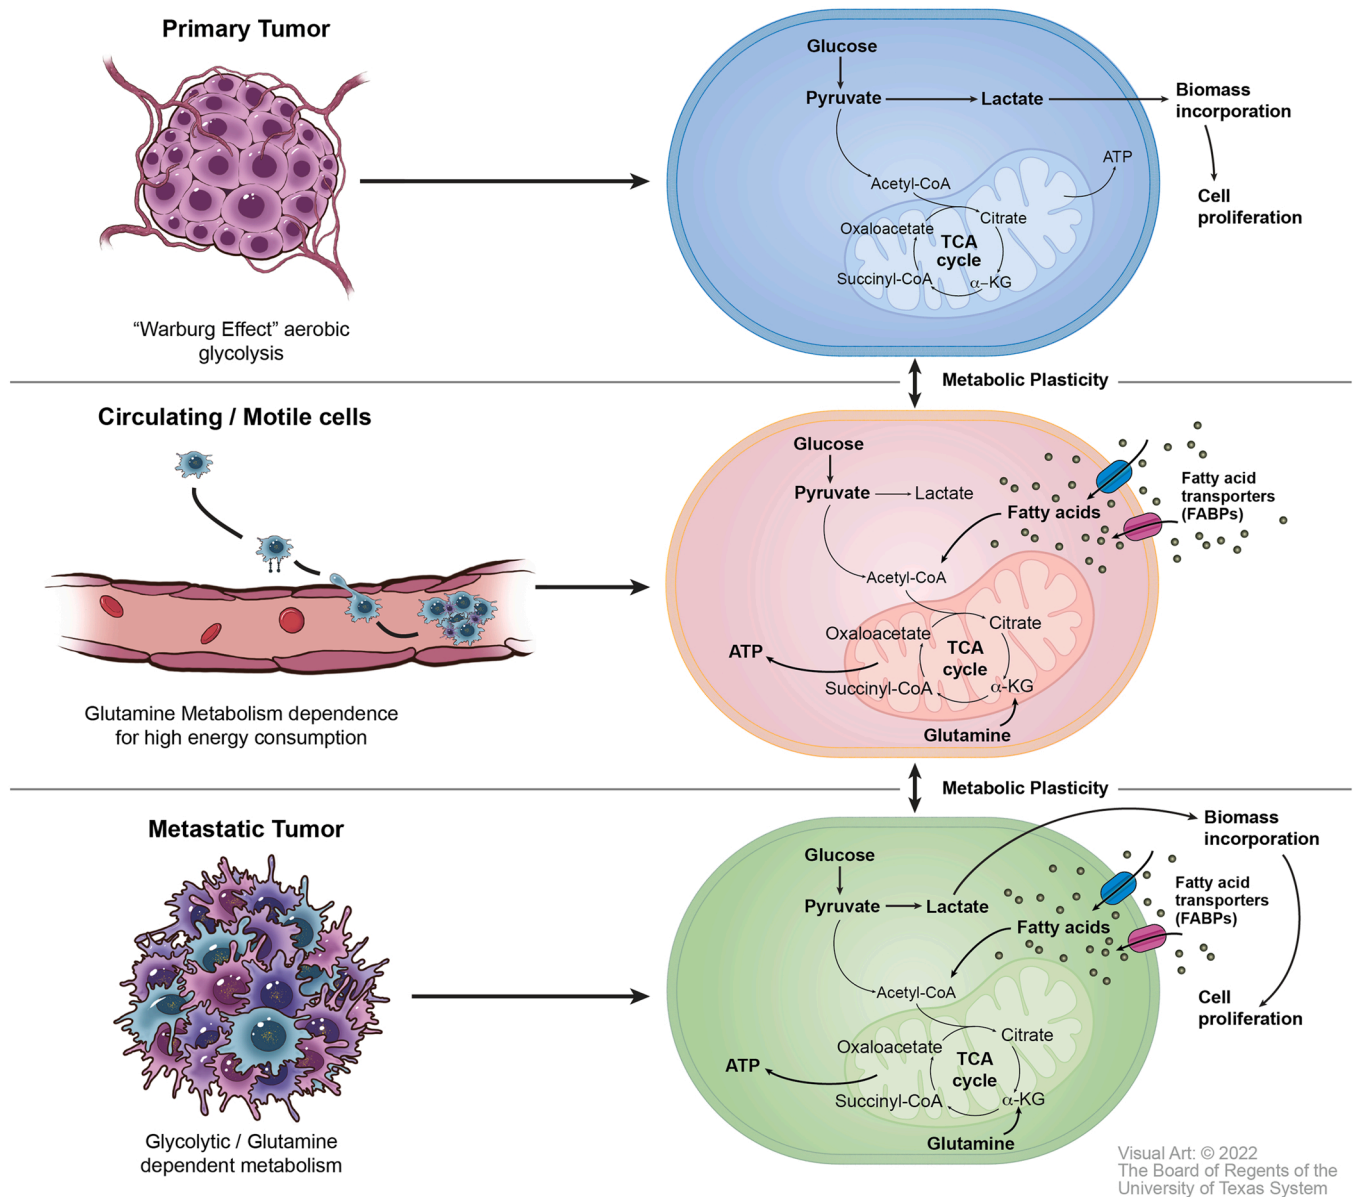 Primary Tumor
“Warburg Effect” aerobic
glycolysis
Glucose
Pyruvate
Lactate
Biomass
incorporation
Cell
proliferation
ATP
Acetyl-CoA
Oxaloacetate
Citrate
TCA
cycle
Succinyl-CoA
α–KG
Metabolic Plasticity
Circulating / Motile cells
Glutamine Metabolism dependence
for high energy consumption
Glucose
Pyruvate
Lactate
Fatty acids
Fatty acid
transporters
(FABPs)
Acetyl-CoA
Oxaloacetate
Citrate
TCA
cycle
ATP
Succinyl-CoA
α-KG
Glutamine
Metabolic Plasticity
Metastatic Tumor
Glycolytic / Glutamine
dependent metabolism
Glucose
Pyruvate
Lactate
Biomass
incorporation
Fatty acids
Fatty acid
transporters
(FABPs)
Cell
proliferation
Acetyl-CoA
Oxaloacetate
Citrate
TCA
cycle
ATP
Succinyl-CoA
α-KG
Glutamine
Visual Art: © 2022
The Board of Regents of the
University of Texas System